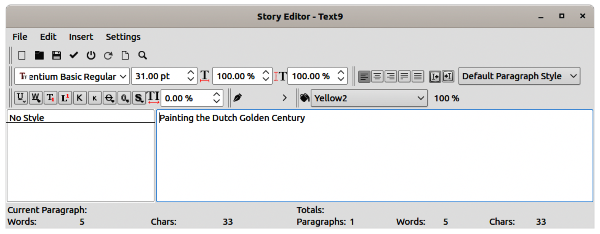 Story Editor - Text9
File Edit Insert Settings
entium Basic Regular 31.00 pt 100.00 % 100.00 % Default Paragraph Style
0.00 % Yellow2 100 %
No Style
Painting the Dutch Golden Century
Current Paragraph: Totals:
Words: 5 Chars: 33 Paragraphs: 1 Words: 5 Chars: 33